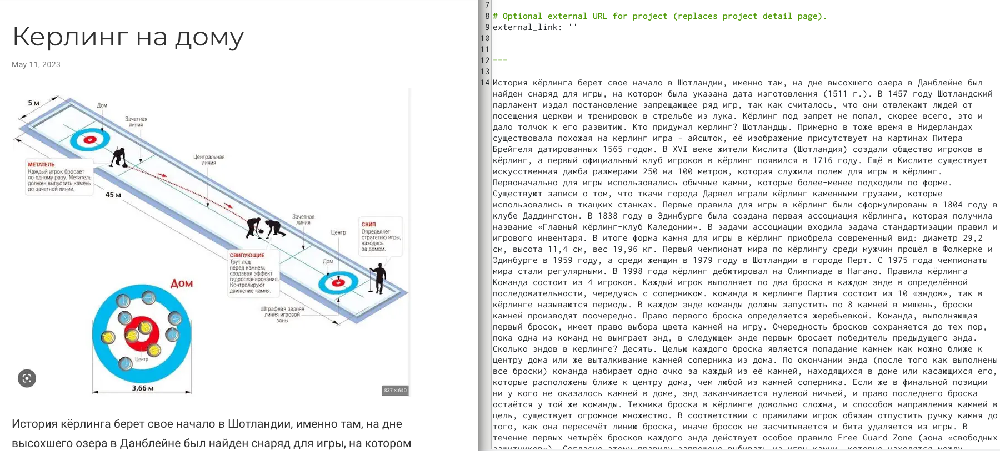 Керлинг на дому
May 11, 2023
5 м
Дом
Зачетная
линия
Центральная
линия
МЕТАТЕЛЬ
Каждый игрок бросает
по одному разу. Метатель
должен выпустить камень
до зачетной линии.
45 м
Зачетная
линия
Центр
СКИП
Определяет
стратегию игры,
находясь
за домом.
СВИПУЮЩИЕ
Трут лед
перед камнем,
создавая эффект
гидропланирования.
Контролируют
движение камня.
Дом
Штрафная задняя
линия игровой
зоны
Дом
Центр
3,66 м
837 × 640
История кёрлинга берет свое начало в Шотландии, именно там, на дне
высохшего озера в Данблейне был найден снаряд для игры, на котором
7
8 # Optional external URL for project (replaces project detail page).
9 external_link: ''
10
11
12 ---
13
14 История кёрлинга берет свое начало в Шотландии, именно там, на дне высохшего озера в Данблейне был
найден снаряд для игры, на котором была указана дата изготовления (1511 г.). В 1457 году Шотландский
парламент издал постановление запрещающее ряд игр, так как считалось, что они отвлекают людей от
посещения церкви и тренировок в стрельбе из лука. Кёрлинг под запрет не попал, скорее всего, это и
дало толчок к его развитию. Кто придумал керлинг? Шотландцы. Примерно в тоже время в Нидерландах
существовала похожая на керлинг игра - айсшток, её изображение присутствует на картинах Питера
Брейгеля датированных 1565 годом. В XVI веке жители Кислита (Шотландия) создали общество игроков в
кёрлинг, а первый официальный клуб игроков в кёрлинг появился в 1716 году. Ещё в Кислите существует
искусственная дамба размерами 250 на 100 метров, которая служила полем для игры в кёрлинг.
Первоначально для игры использовались обычные камни, которые более-менее подходили по форме.
Существуют записи о том, что ткачи города Дарвел играли кёрлинг каменными грузами, которые
использовались в ткацких станках. Первые правила для игры в кёрлинг были сформулированы в 1804 году в
клубе Даддингстон. В 1838 году в Эдинбурге была создана первая ассоциация кёрлинга, которая получила
название «Главный кёрлинг-клуб Каледонии». В задачи ассоциации входила задача стандартизации правил и
игрового инвентаря. В итоге форма камня для игры в кёрлинг приобрела современный вид: диаметр 29,2
см, высота 11,4 см, вес 19,96 кг. Первый чемпионат мира по кёрлингу среди мужчин прошёл в Фолкерке и
Эдинбурге в 1959 году, а среди женщин в 1979 году в Шотландии в городе Перт. С 1975 года чемпионаты
мира стали регулярными. В 1998 года кёрлинг дебютировал на Олимпиаде в Нагано. Правила кёрлинга
Команда состоит из 4 игроков. Каждый игрок выполняет по два броска в каждом энде в определённой
последовательности, чередуясь с соперником. команда в керлинге Партия состоит из 10 «эндов», так в
кёрлинге называются периоды. В каждом энде команды должны запустить по 8 камней в мишень, броски
камней производят поочередно. Право первого броска определяется жеребьевкой. Команда, выполняющая
первый бросок, имеет право выбора цвета камней на игру. Очередность бросков сохраняется до тех пор,
пока одна из команд не выиграет энд, в следующем энде первым бросает победитель предыдущего энда.
Сколько эндов в керлинге? Десять. Целью каждого броска является попадание камнем как можно ближе к
центру дома или же выталкивание камней соперника из дома. По окончании энда (после того как выполнены
все броски) команда набирает одно очко за каждый из её камней, находящихся в доме или касающихся его,
которые расположены ближе к центру дома, чем любой из камней соперника. Если же в финальной позиции
ни у кого не оказалось камней в доме, энд заканчивается нулевой ничьей, и право последнего броска
остаётся у той же команды. Техника броска в кёрлинге довольно сложна, и способов направления камней в
цель, существует огромное множество. В соответствии с правилами игрок обязан отпустить ручку камня до
того, как она пересечёт линию броска, иначе бросок не засчитывается и бита удаляется из игры. В
течение первых четырёх бросков каждого энда действует особое правило Free Guard Zone (зона «свободных
защитников»). Согласно этому правилу запрещено выбивать из игры камни, которые находятся между